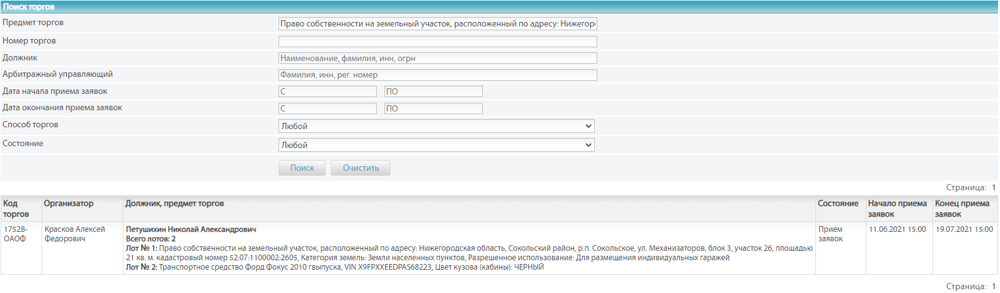 Поиск торгов
Предмет торгов
Право собственности на земельный участок, расположенный по адресу: Нижегор
Номер торгов
Должник
Наименование, фамилия, инн, огрн
Арбитражный управляющий
Фамилия, инн, рег. номер
Дата начала приема заявок
С
ПО
Дата окончания приема заявок
С
ПО
Способ торгов
Любой
Состояние
Любой
Поиск
Очистить
Страница: 1
Код торгов
Организатор
Должник, предмет торгов
Состояние
Начало приема заявок
Конец приема заявок
17528-ОАОФ
Красков Алексей Федорович
Петушихин Николай Александрович
Всего лотов: 2
Лот № 1: Право собственности на земельный участок, расположенный по адресу: Нижегородская область, Сокольский район, р.п. Сокольское, ул. Механизаторов, блок 3, участок 26, площадью
21 кв. м. кадастровый номер 52:07:1100002:2605, Категория земель: Земли населенных пунктов, Разрешенное использование: Для размещения индивидуальных гаражей
Лот № 2: Транспортное средство Форд Фокус 2010 гвыпуска, VIN X9FPXXEEDPAS68223, Цвет кузова (кабины): ЧЕРНЫЙ
Прием заявок
11.06.2021 15:00
19.07.2021 15:00
Страница: 1